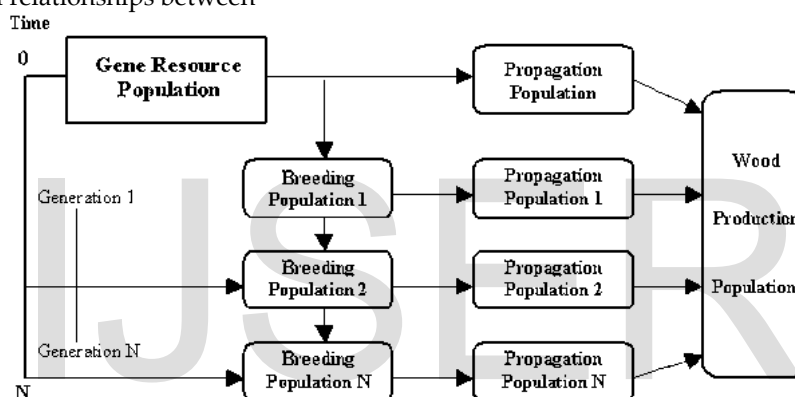 relationships between
Time
0
Gene Resource
Population
Propagation
Population
Wood
Production
Population
Breeding
Population 1
Propagation
Population 1
Generation 1
Breeding
Population 2
Propagation
Population 2
Generation N
Breeding
Population N
Propagation
Population N
N
IJSER